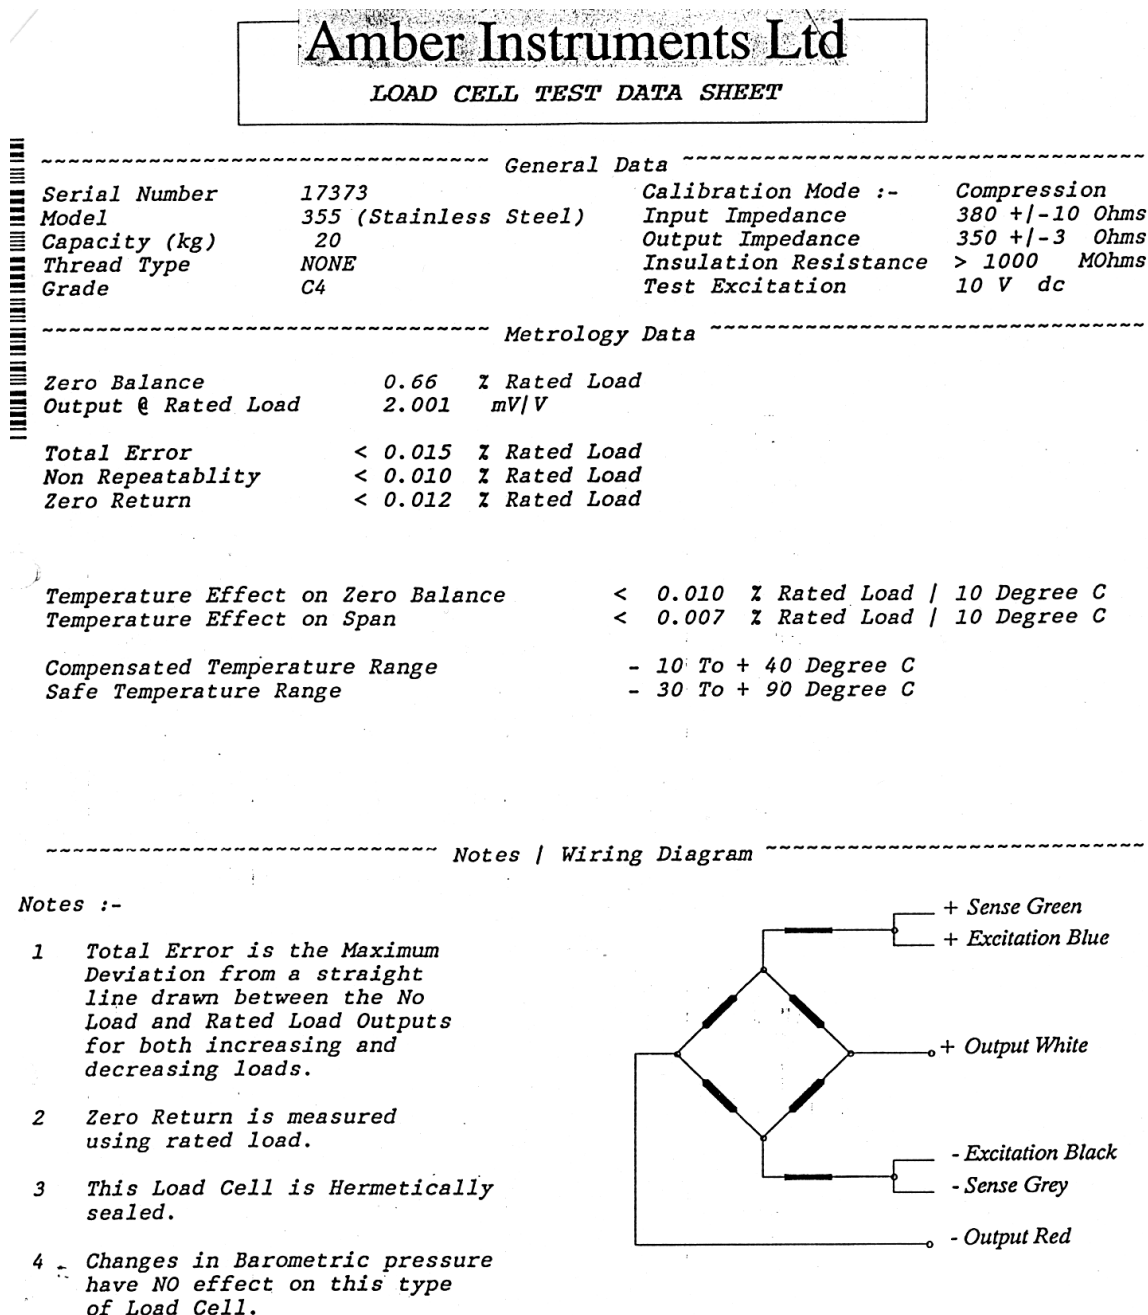 Amber Instruments Ltd
LOAD CELL TEST DATA SHEET
~~~~~~~~~~~~~~~~~~~~~~~~~~~~~~~~~ General Data ~~~~~~~~~~~~~~~~~~~~~~~~~~~~~~~~~~
Serial Number 17373 Calibration Mode :- Compression
Model 355 (Stainless Steel) Input Impedance 380 +/-10 Ohms
Capacity (kg) 20 Output Impedance 350 +/-3 Ohms
Thread Type NONE Insulation Resistance > 1000 MOhms
Grade C4 Test Excitation 10 V dc
~~~~~~~~~~~~~~~~~~~~~~~~~~~~~~~~~ Metrology Data ~~~~~~~~~~~~~~~~~~~~~~~~~~~~~~~~
Zero Balance 0.66 % Rated Load
Output @ Rated Load 2.001 mV/V
Total Error < 0.015 % Rated Load
Non Repeatablity < 0.010 % Rated Load
Zero Return < 0.012 % Rated Load
Temperature Effect on Zero Balance < 0.010 % Rated Load / 10 Degree C
Temperature Effect on Span < 0.007 % Rated Load / 10 Degree C
Compensated Temperature Range - 10 To + 40 Degree C
Safe Temperature Range - 30 To + 90 Degree C
~~~~~~~~~~~~~~~~~~~~~~~~~~~~~ Notes / Wiring Diagram ~~~~~~~~~~~~~~~~~~~~~~~~~~~~
Notes :-
1 Total Error is the Maximum
Deviation from a straight
line drawn between the No
Load and Rated Load Outputs
for both increasing and
decreasing loads.
2 Zero Return is measured
using rated load.
3 This Load Cell is Hermetically
sealed.
4 Changes in Barometric pressure
have NO effect on this type
of Load Cell.
+ Sense Green
+ Excitation Blue
+ Output White
- Excitation Black
- Sense Grey
- Output Red